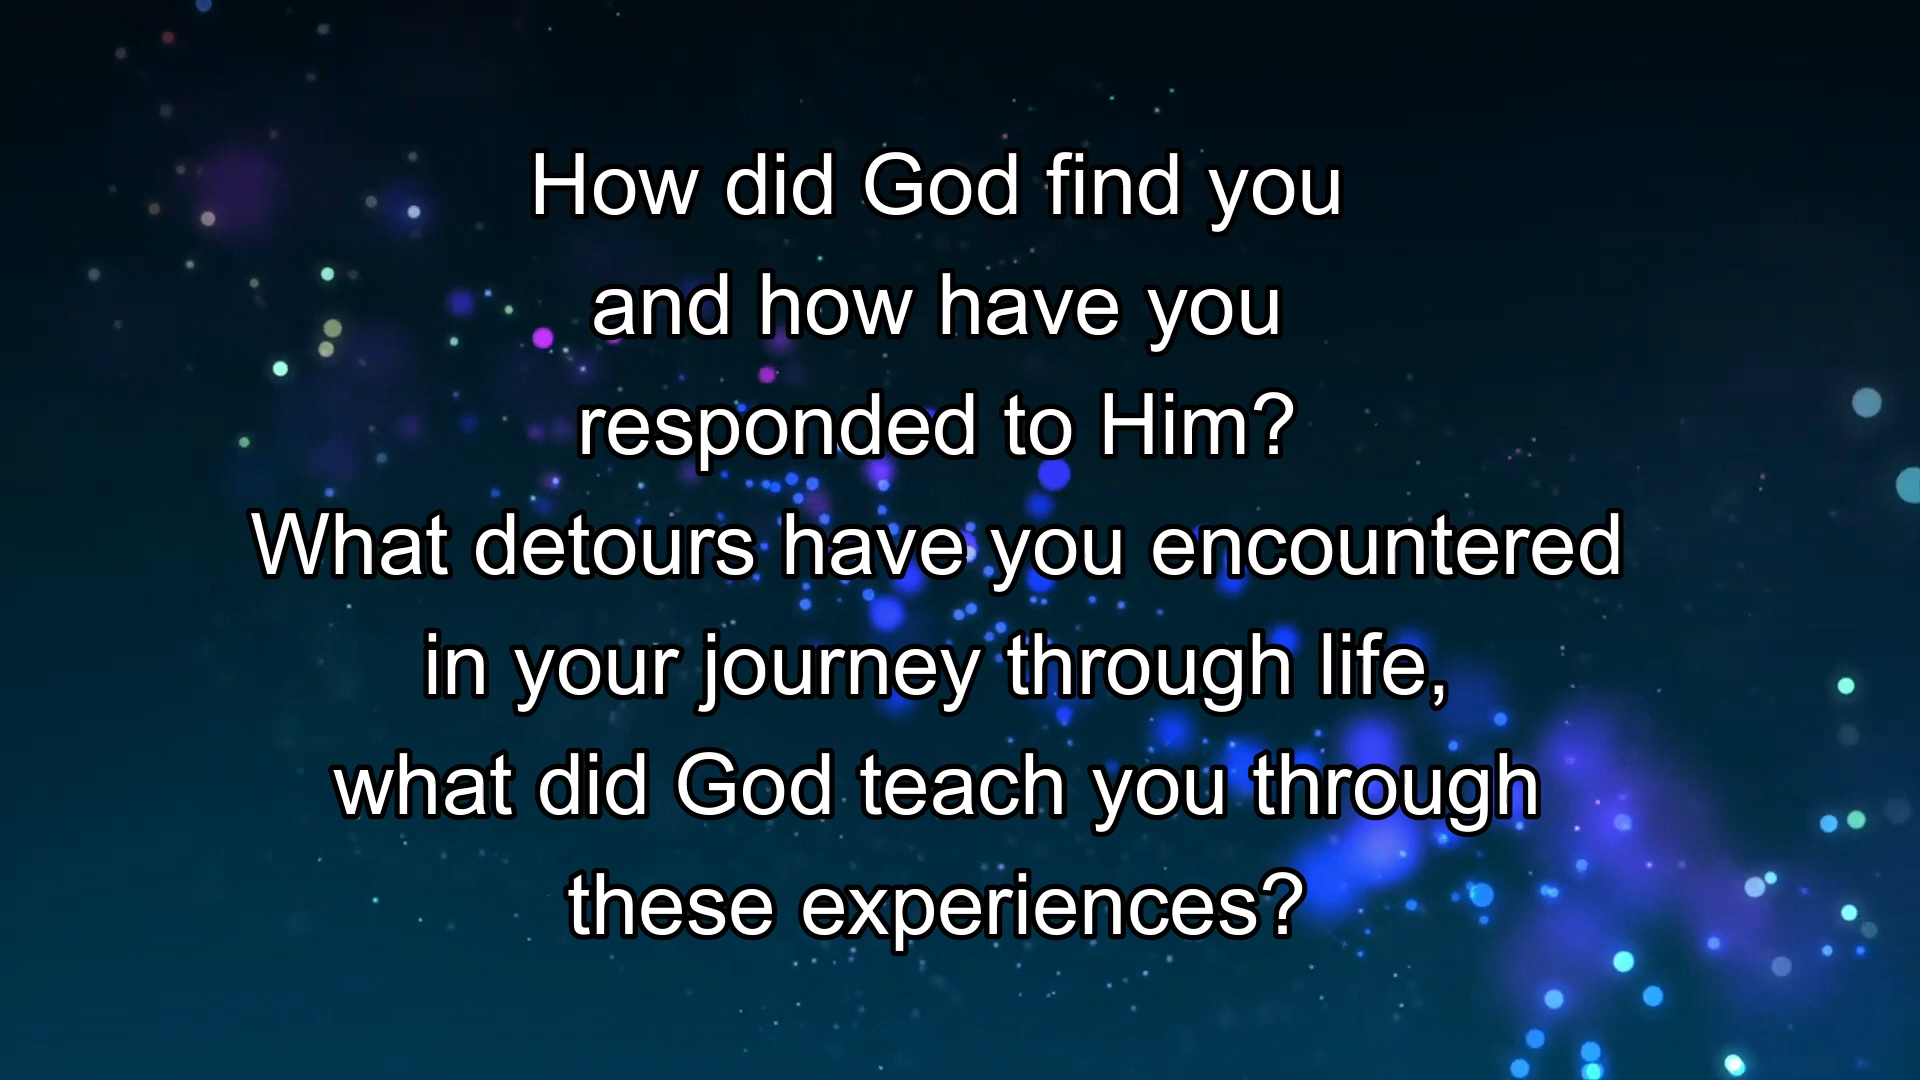 How did God find you
and how have you
responded to Him?
What detours have you encountered
in your journey through life,
what did God teach you through
these experiences?